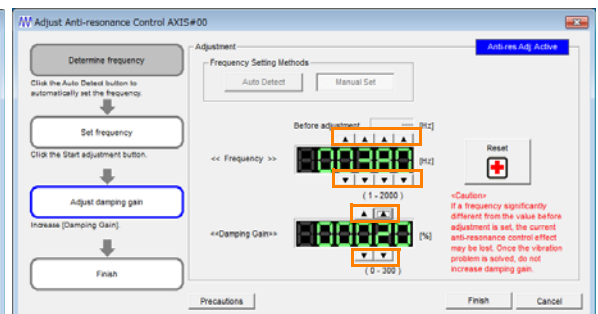 Adjust Anti-resonance Control AXIS#00
Determine frequency
Click the Auto Detect button to
automatically set the frequency.
Set frequency
Click the Start adjustment button.
Adjust damping gain
Increase [Damping Gain].
Finish
Adjustment
Anti-res Adj Active
Frequency Setting Methods
Auto Detect
Manual Set
Before adjustment
---- [Hz]
<< Frequency >>
00380
[Hz]
(1 - 2000 )
<<Damping Gain>>
000020
[%]
(0 - 300 )
Reset
<Caution>
If a frequency significantly
different from the value before
adjustment is set, the current
anti-resonance control effect
may be lost. Once the vibration
problem is solved, do not
increase damping gain.
Precautions
Finish
Cancel